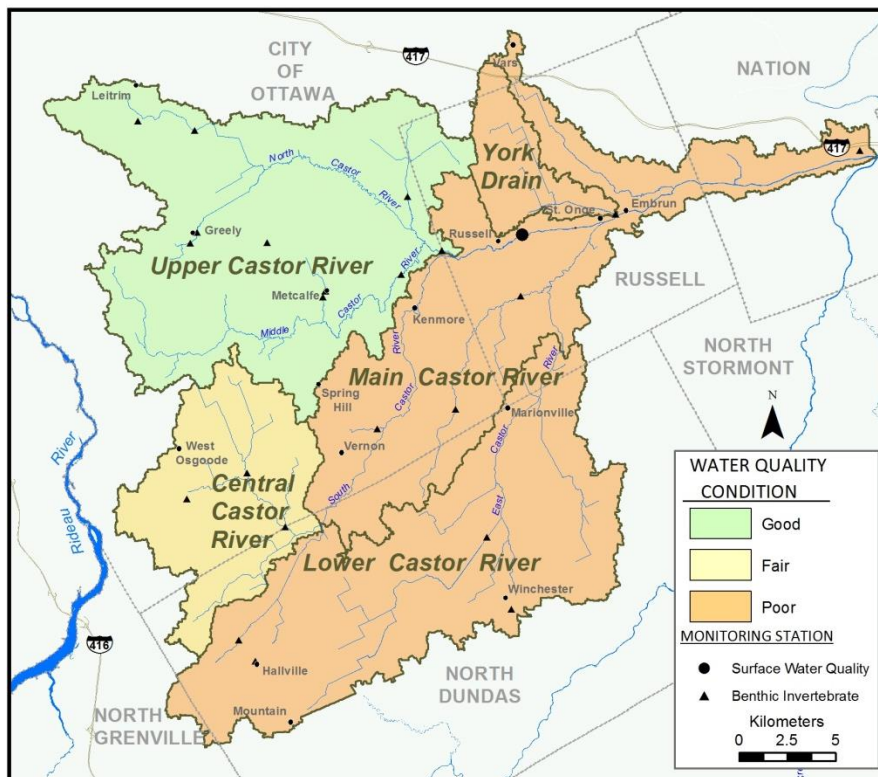 417
CITY
OF
OTTAWA
Vars
NATION
Leitrim
417
North
Castor
River
York
Drain
St. Onge
Embrun
Greely
Russell
Upper Castor River
River
RUSSELL
Metcalfe
Castor
Kenmore
Middle
River
River
NORTH
STORMONT
Main Castor River
Spring
Hill
Castor
Marionville
N
West
Osgoode
Vernon
Castor
River
Rideau
Central
Castor
River
South
East
Lower Castor River
Winchester
416
Hallville
NORTH
DUNDAS
Mountain
NORTH
GRENVILLE
WATER QUALITY
CONDITION
Good
Fair
Poor
MONITORING STATION
Surface Water Quality
Benthic Invertebrate
Kilometers
0 2.5 5